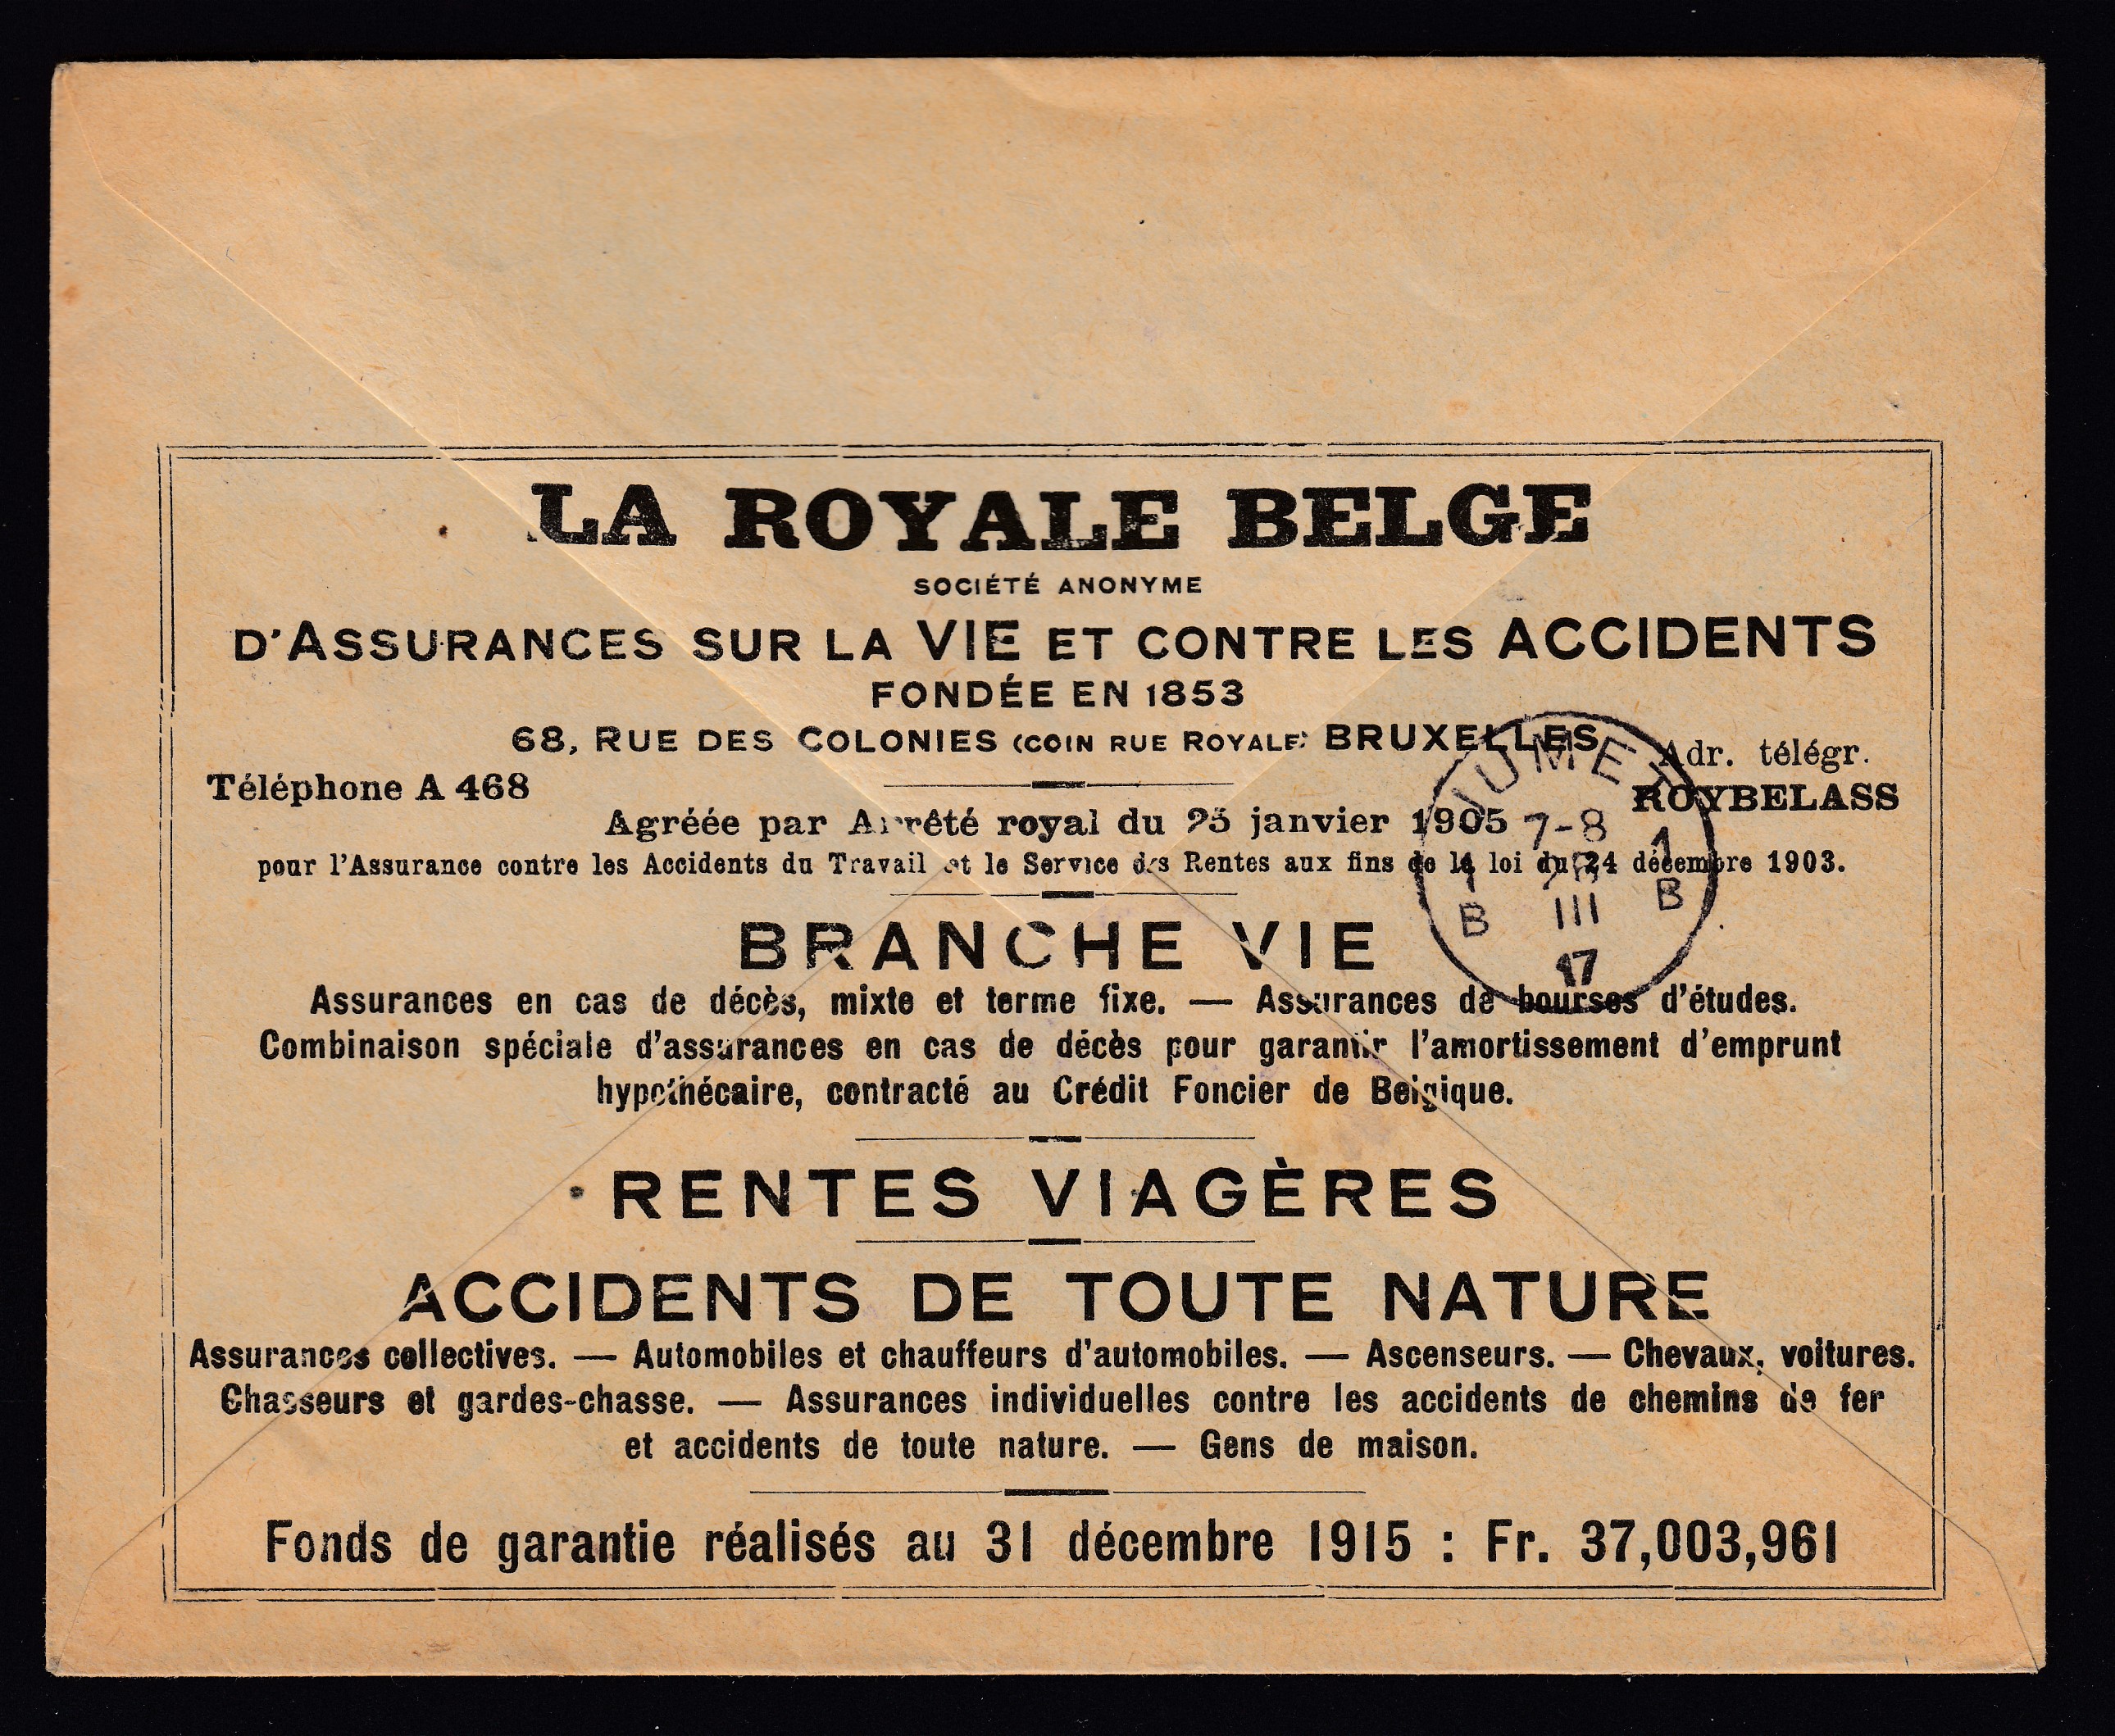 LA ROYALE BELGE
SOCIÉTÉ ANONYME
D'ASSURANCES SUR LA VIE ET CONTRE LES ACCIDENTS
FONDÉE EN 1853
68, RUE DES COLONIES (COIN RUE ROYALE) BRUXELLES
Téléphone A 468
Adr. télégr.
ROYBELASS
Agréée par Arrêté royal du 25 janvier 1905
pour l'Assurance contre les Accidents du Travail et le Service des Rentes aux fins de la loi du 24 décembre 1903.
JUMET
7-8
1 1
B III B
17
BRANCHE VIE
Assurances en cas de décès, mixte et terme fixe. — Assurances de bourses d'études.
Combinaison spéciale d'assurances en cas de décès pour garantir l'amortissement d'emprunt
hypothécaire, contracté au Crédit Foncier de Belgique.
RENTES VIAGÈRES
ACCIDENTS DE TOUTE NATURE
Assurances collectives. — Automobiles et chauffeurs d'automobiles. — Ascenseurs. — Chevaux, voitures.
Chasseurs et gardes-chasse. — Assurances individuelles contre les accidents de chemins de fer
et accidents de toute nature. — Gens de maison.
Fonds de garantie réalisés au 31 décembre 1915 : Fr. 37,003,961